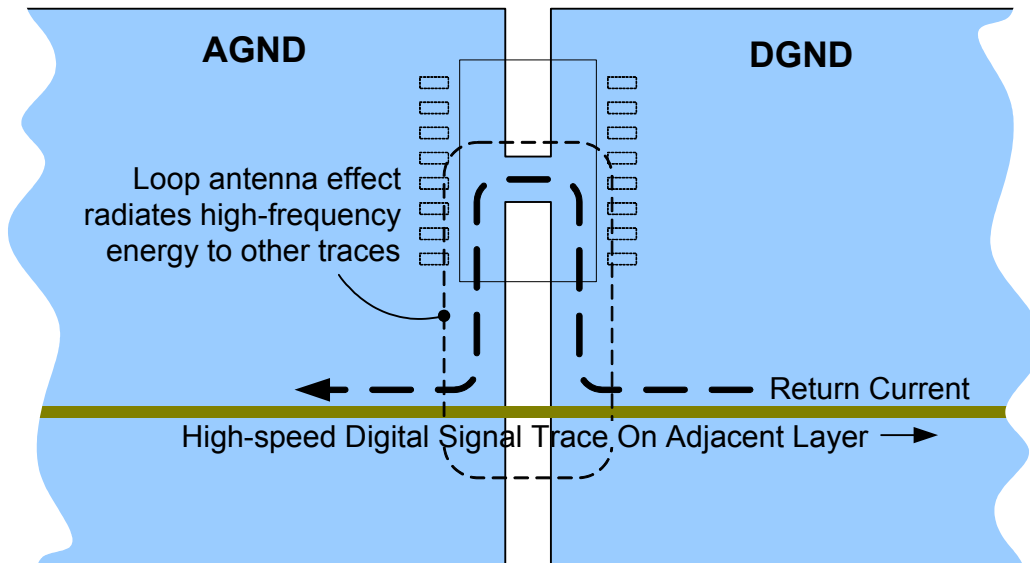 AGND
DGND
Loop antenna effect
radiates high-frequency
energy to other traces
Return Current
High-speed Digital Signal Trace On Adjacent Layer